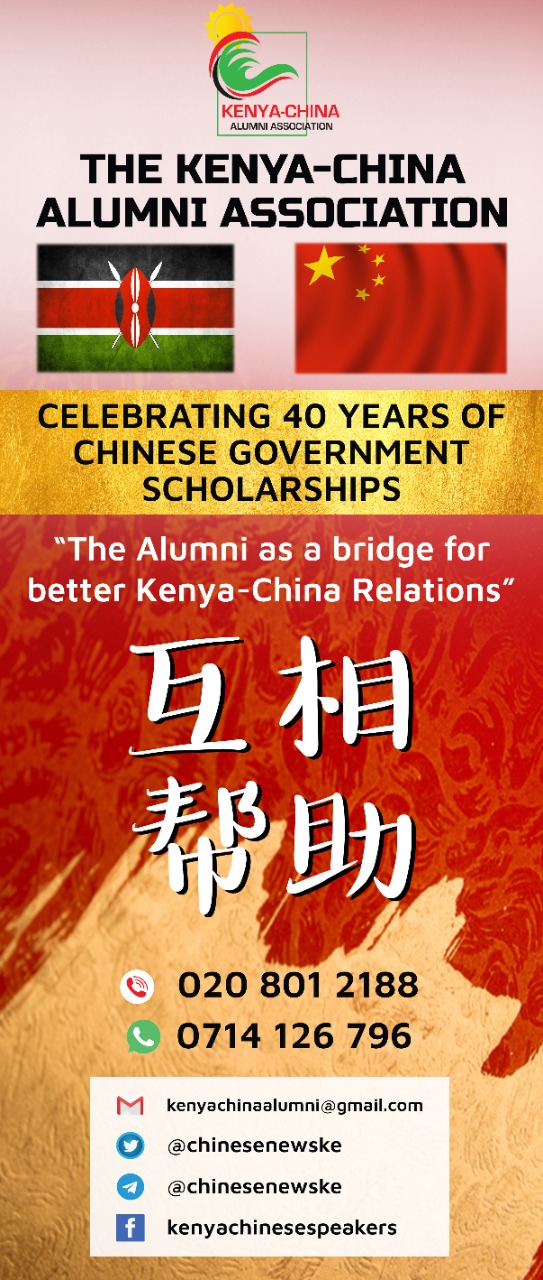 KENYA-CHINA
ALUMNI ASSOCIATION
THE KENYA-CHINA
ALUMNI ASSOCIATION
CELEBRATING 40 YEARS OF
CHINESE GOVERNMENT
SCHOLARSHIPS
“The Alumni as a bridge for
better Kenya-China Relations”
互相
帮助
020 801 2188
0714 126 796
kenyachinaalumni@gmail.com
@chinesenewske
@chinesenewske
kenyachinesespeakers